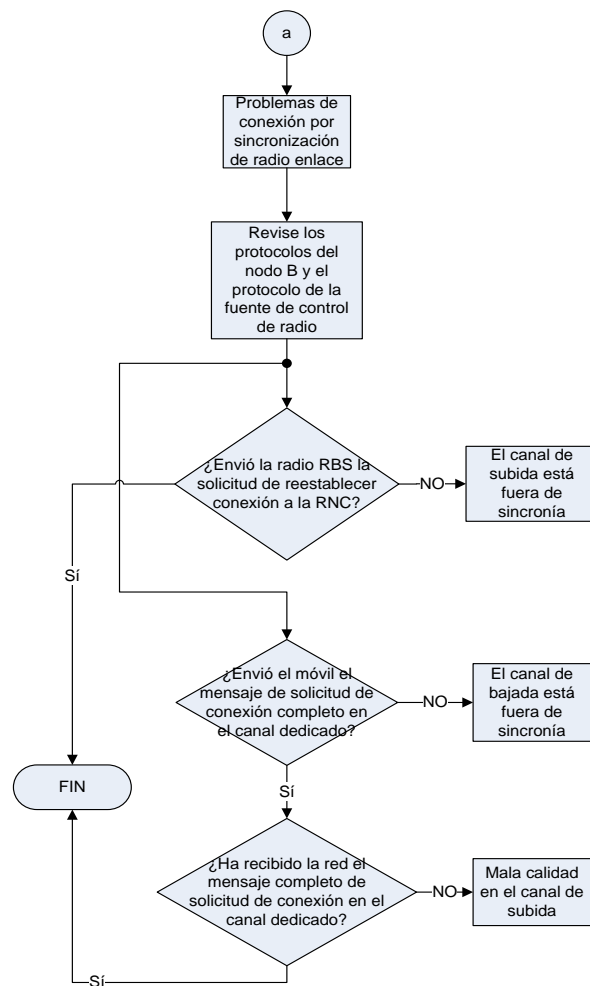 a
Problemas de
conexión por
sincronización
de radio enlace
Revise los
protocolos del
nodo B y el
protocolo de la
fuente de control
de radio
¿Envió la radio RBS la
solicitud de reestablecer
conexión a la RNC?
NO
El canal de
subida está
fuera de
sincronía
Sí
¿Envió el móvil el
mensaje de solicitud de
conexión completo en
el canal dedicado?
NO
El canal de
bajada está
fuera de
sincronía
Sí
FIN
¿Ha recibido la red el
mensaje completo de
solicitud de conexión en el
canal dedicado?
NO
Mala calidad
en el canal de
subida
Sí